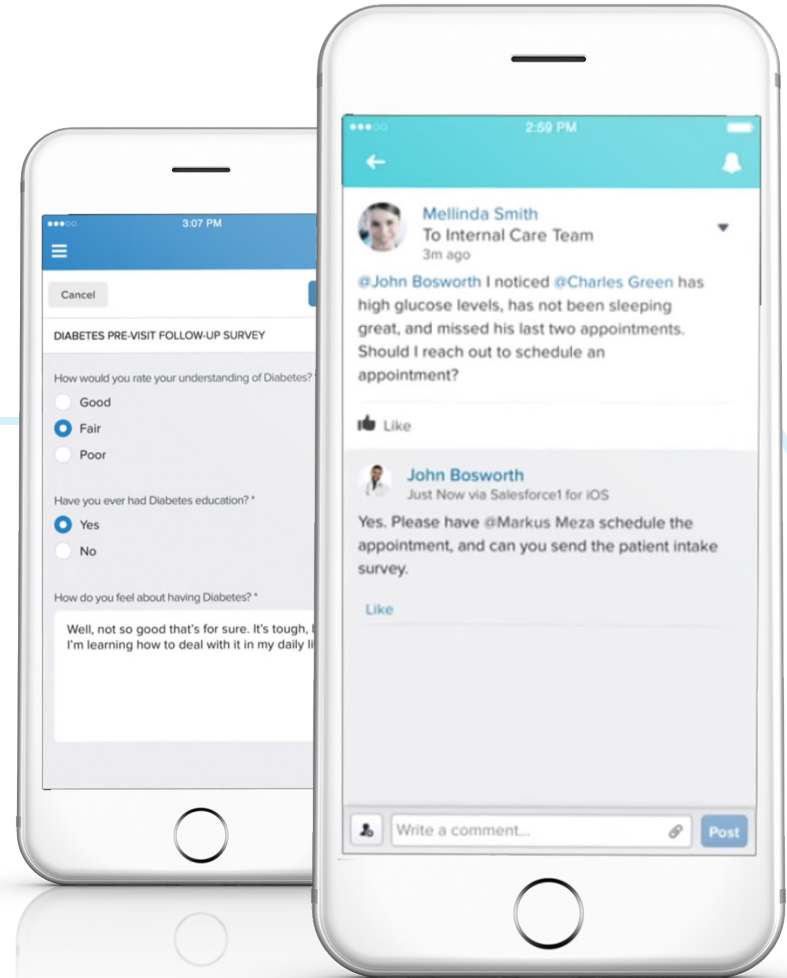 3:07 PM
Cancel
DIABETES PRE-VISIT FOLLOW-UP SURVEY
How would you rate your understanding of Diabetes?
Good
Fair
Poor
Have you ever had Diabetes education? *
Yes
No
How do you feel about having Diabetes? *
Well, not so good that's for sure. It's tough,
I'm learning how to deal with it in my daily
2:59 PM
Mellinda Smith
To Internal Care Team
3m ago
@John Bosworth I noticed @Charles Green has
high glucose levels, has not been sleeping
great, and missed his last two appointments.
Should I reach out to schedule an
appointment?
Like
John Bosworth
Just Now via Salesforce1 for iOS
Yes. Please have @Markus Meza schedule the
appointment, and can you send the patient intake
survey.
Like
Write a comment...
Post